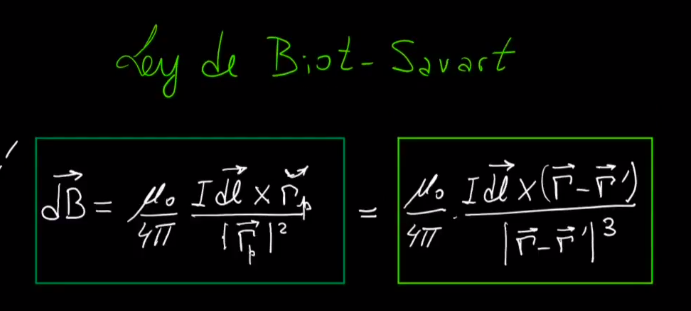 Ley de Biot-Savart
$\vec{dB} = \frac{\mu_0}{4\pi} \frac{I \vec{dl} \times \check{r}_p}{|\vec{r}_p|^2} = \frac{\mu_0}{4\pi} \cdot \frac{I \vec{dl} \times (\vec{r} - \vec{r}')}{|\vec{r} - \vec{r}'|^3}$